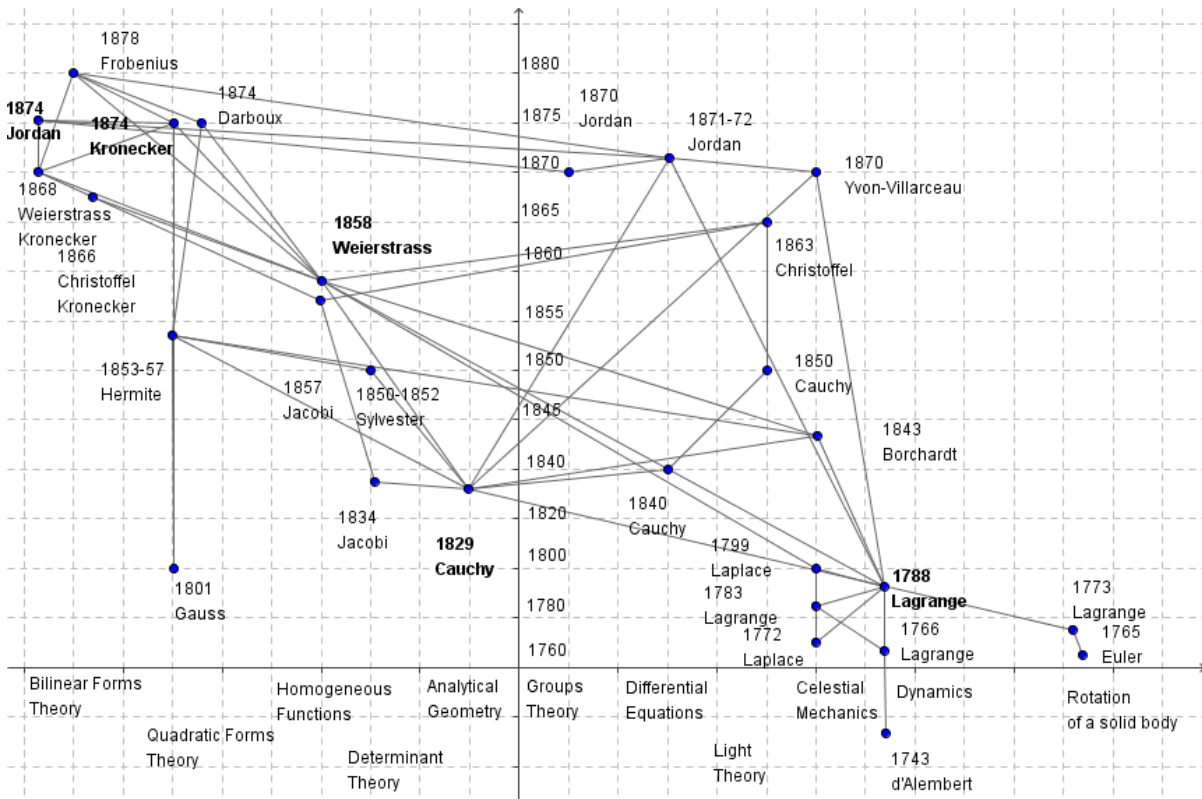 1878
Frobenius
1880
1874
Jordan
1874
Kronecker
1874
Darboux
1875
1870
Jordan
1871-72
Jordan
1870
1870
Yvon-Villarceau
1868
Weierstrass
Kronecker
1866
Christoffel
Kronecker
1865
1858
Weierstrass
1860
1863
Christoffel
1855
1853-57
Hermite
1857
Jacobi
1850-1852
Sylvester
1850
1850
Cauchy
1845
1843
Borchardt
1840
1834
Jacobi
1840
Cauchy
1829
Cauchy
1820
1799
Laplace
1800
1801
Gauss
1783
Lagrange
1788
Lagrange
1780
1773
Lagrange
1772
Laplace
1766
Lagrange
1765
Euler
1760
Bilinear Forms
Theory
Quadratic Forms
Theory
Homogeneous
Functions
Determinant
Theory
Analytical
Geometry
Groups
Theory
Differential
Equations
Light
Theory
Celestial
Mechanics
Dynamics
Rotation
of a solid body
1743
d'Alembert